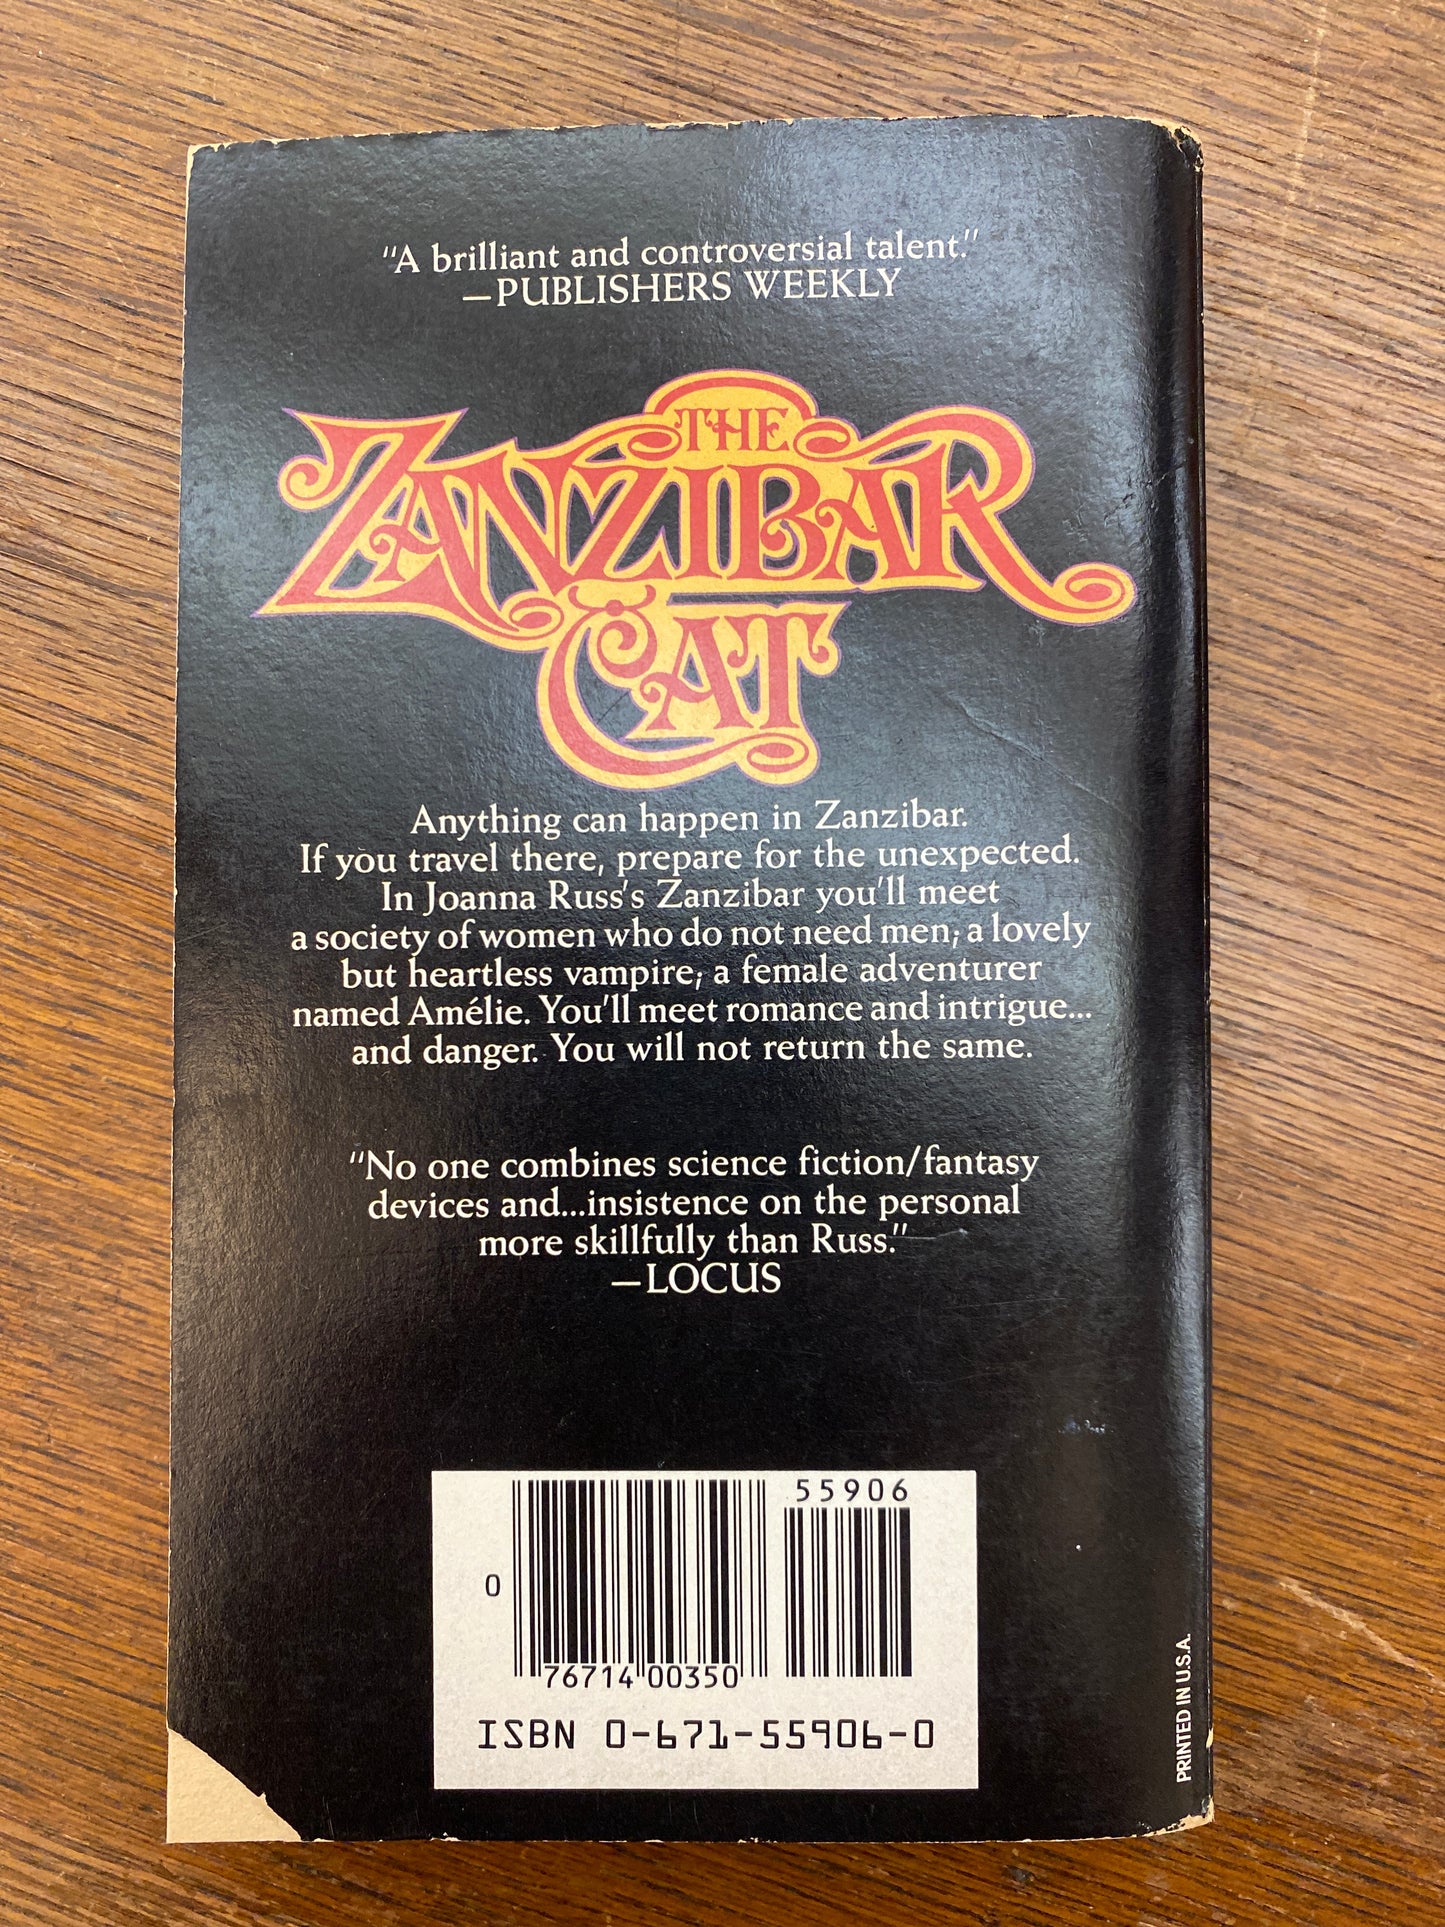 "A brilliant and controversial talent."
—PUBLISHERS WEEKLY
THE
ZANZIBAR
CAT
Anything can happen in Zanzibar.
If you travel there, prepare for the unexpected.
In Joanna Russ's Zanzibar you'll meet
a society of women who do not need men; a lovely
but heartless vampire; a female adventurer
named Amélie. You'll meet romance and intrigue...
and danger. You will not return the same.
"No one combines science fiction/fantasy
devices and...insistence on the personal
more skillfully than Russ."
—LOCUS
55906
0
76714 00350
ISBN 0-671-55906-0
PRINTED IN U.S.A.